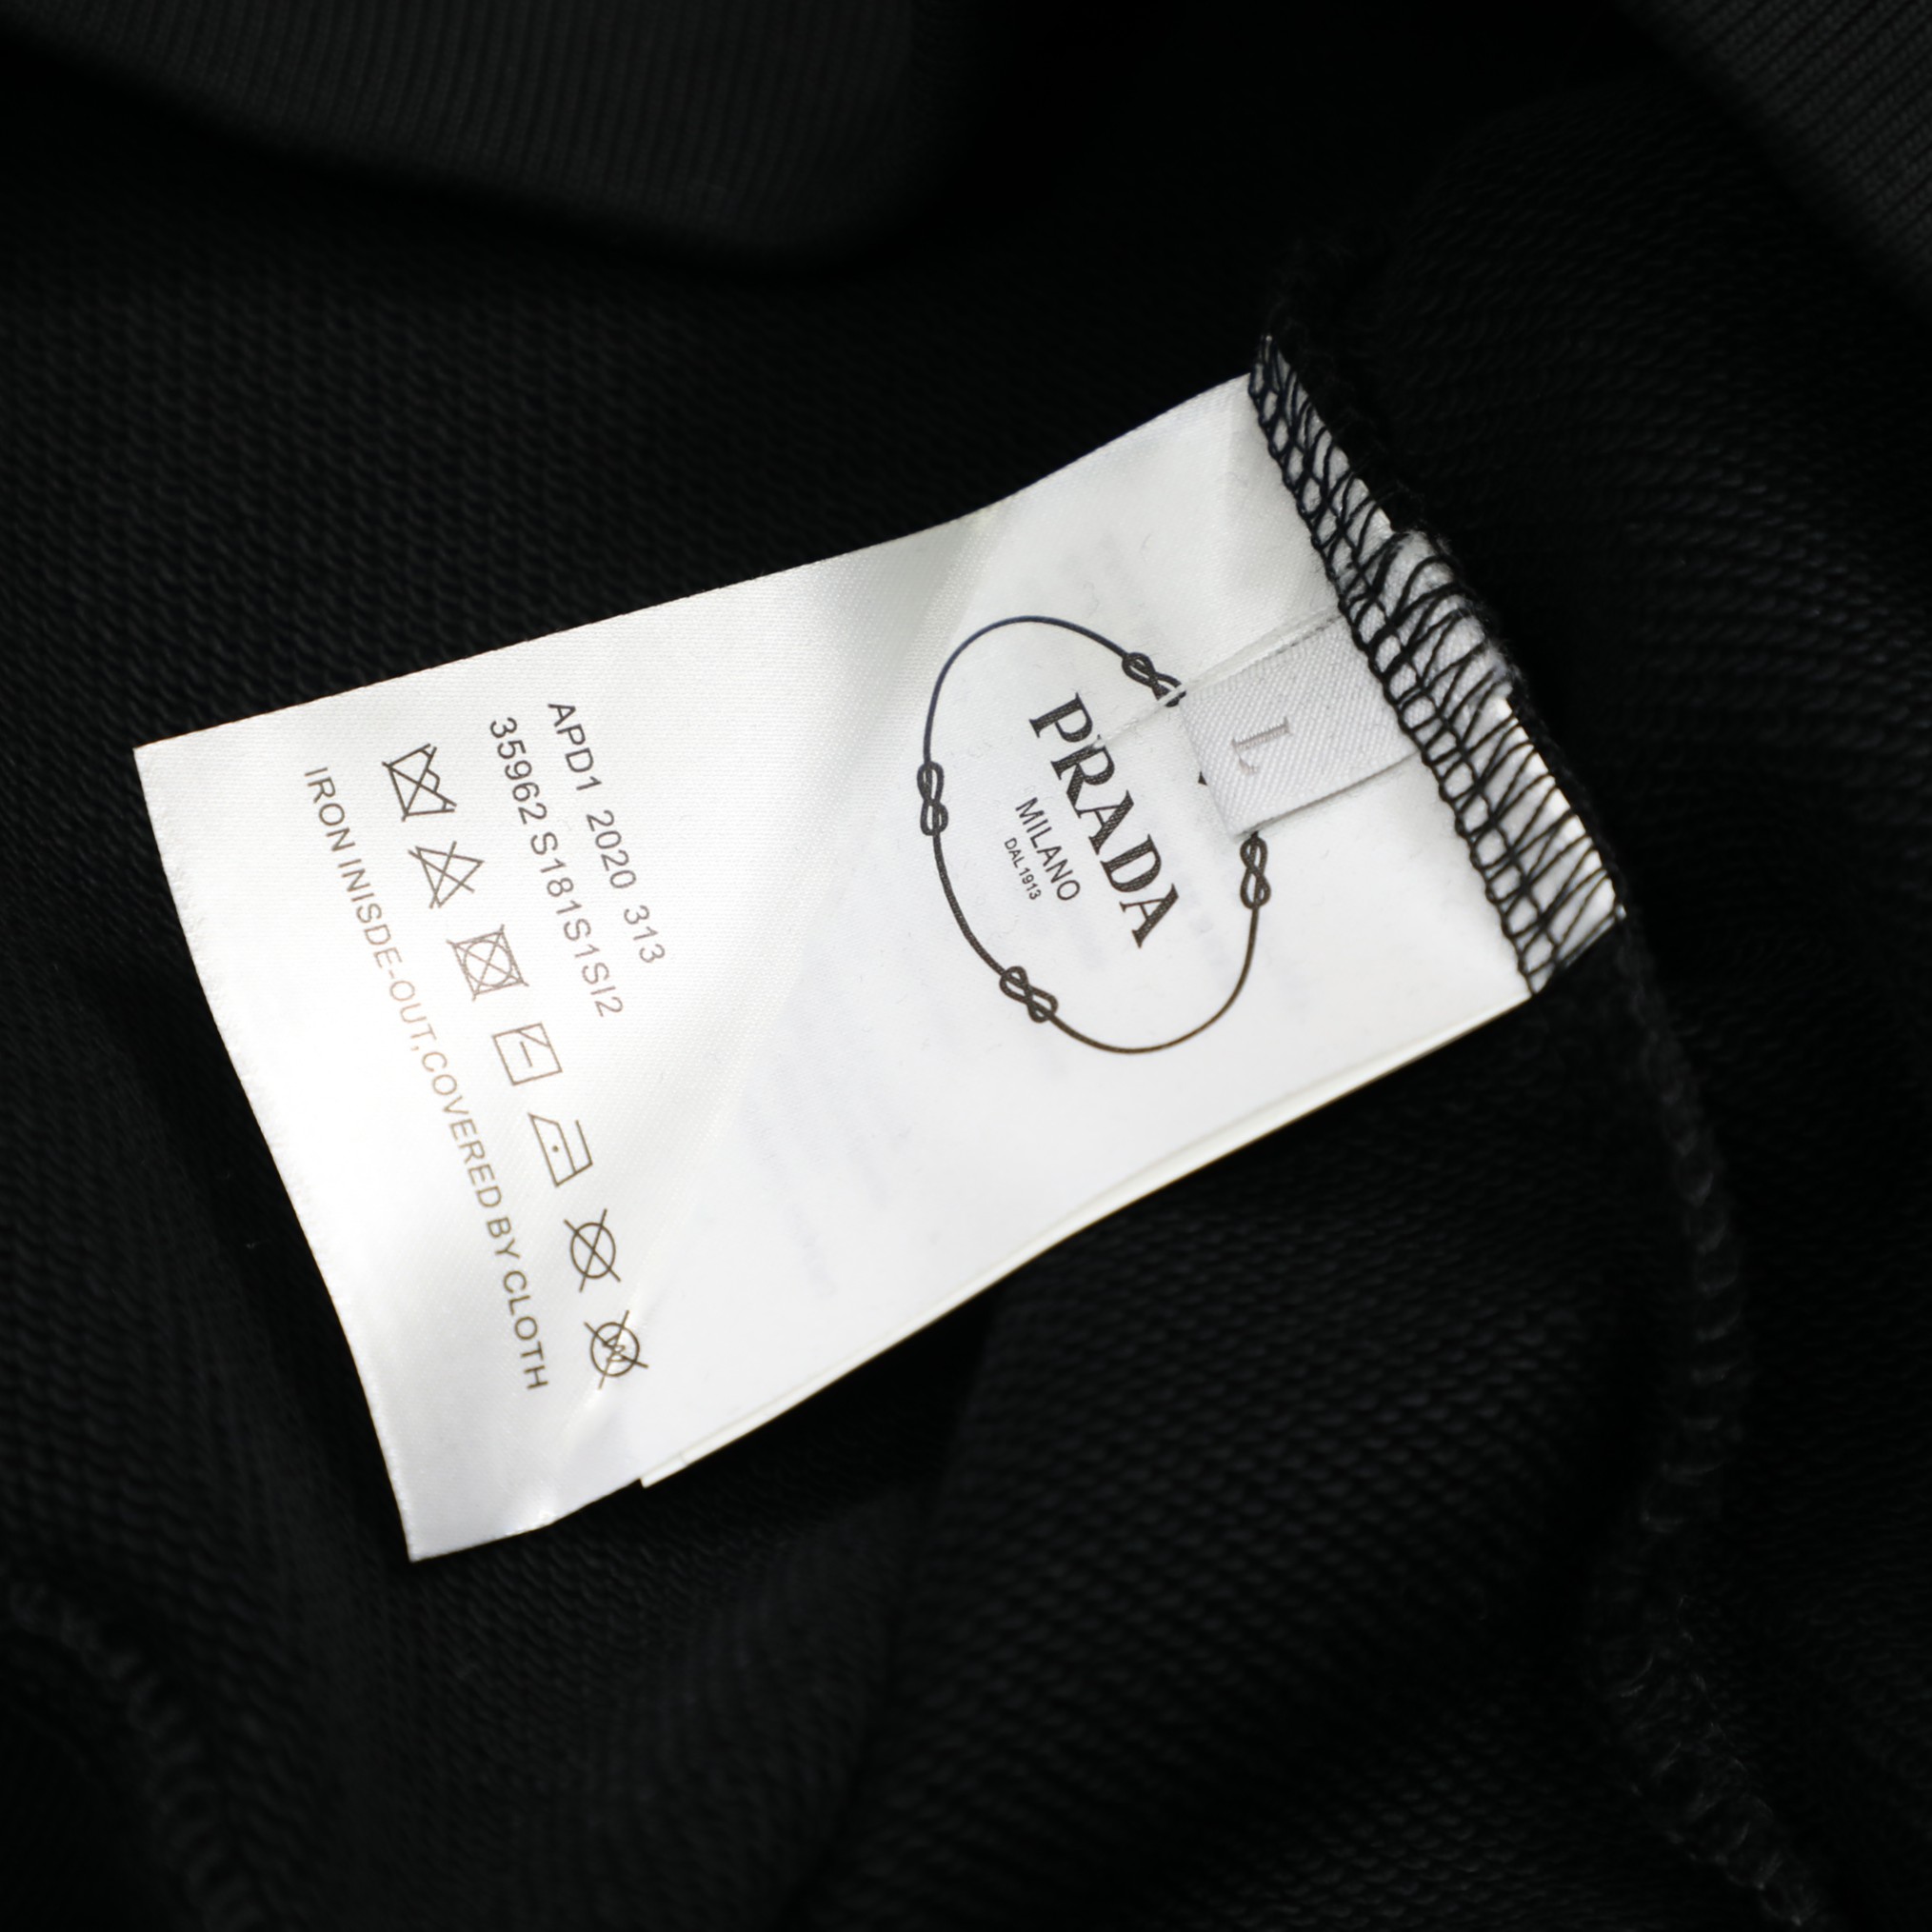 L
PRADA
MILANO
DAL 1913
APD1 2020 313
35962 S181S1SI2
W
IRON INISDE-OUT,COVERED BY CLOTH